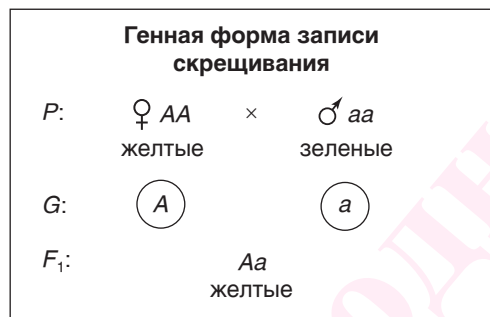 Генная форма записи
скрещивания
P: ♀ AA × ♂ aa
желтые зеленые
G: A a
F₁: Aa
желтые